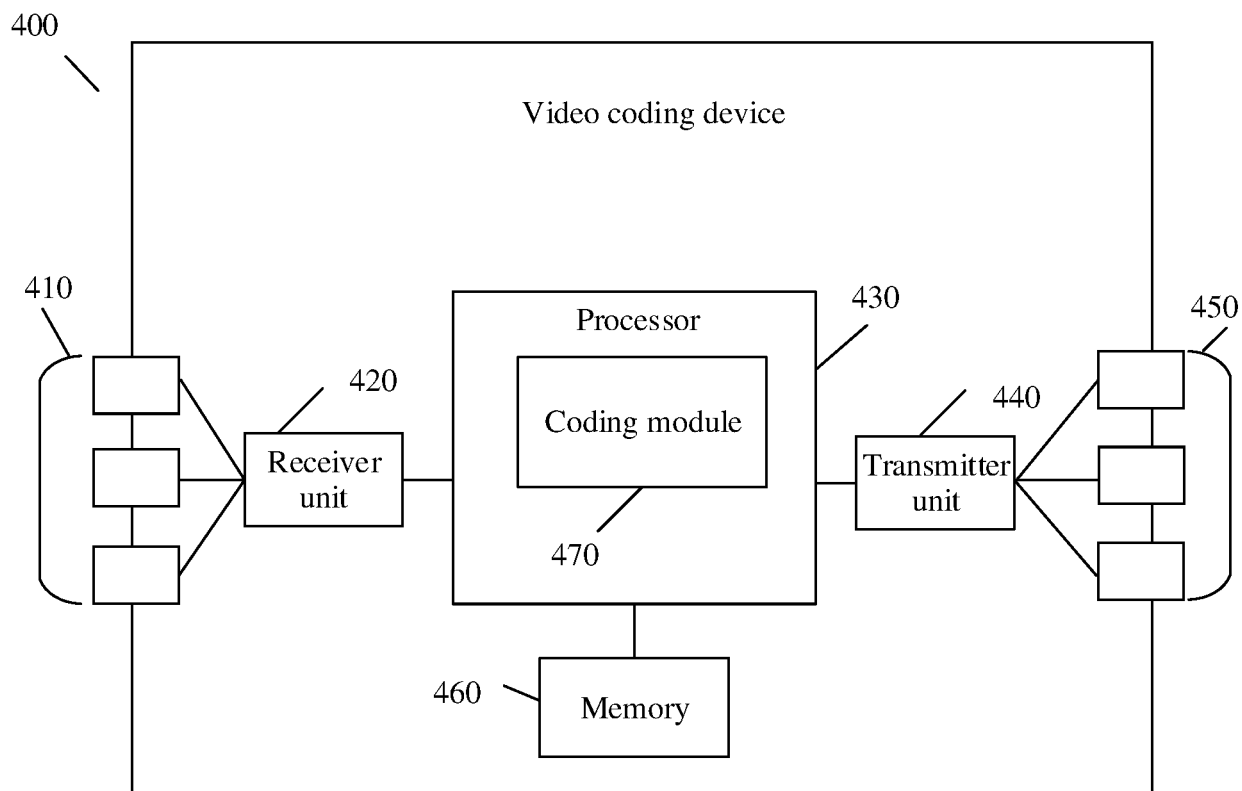 400
Video coding device
410
430
450
Processor
420
440
Coding module
Receiver
unit
Transmitter
unit
470
460
Memory